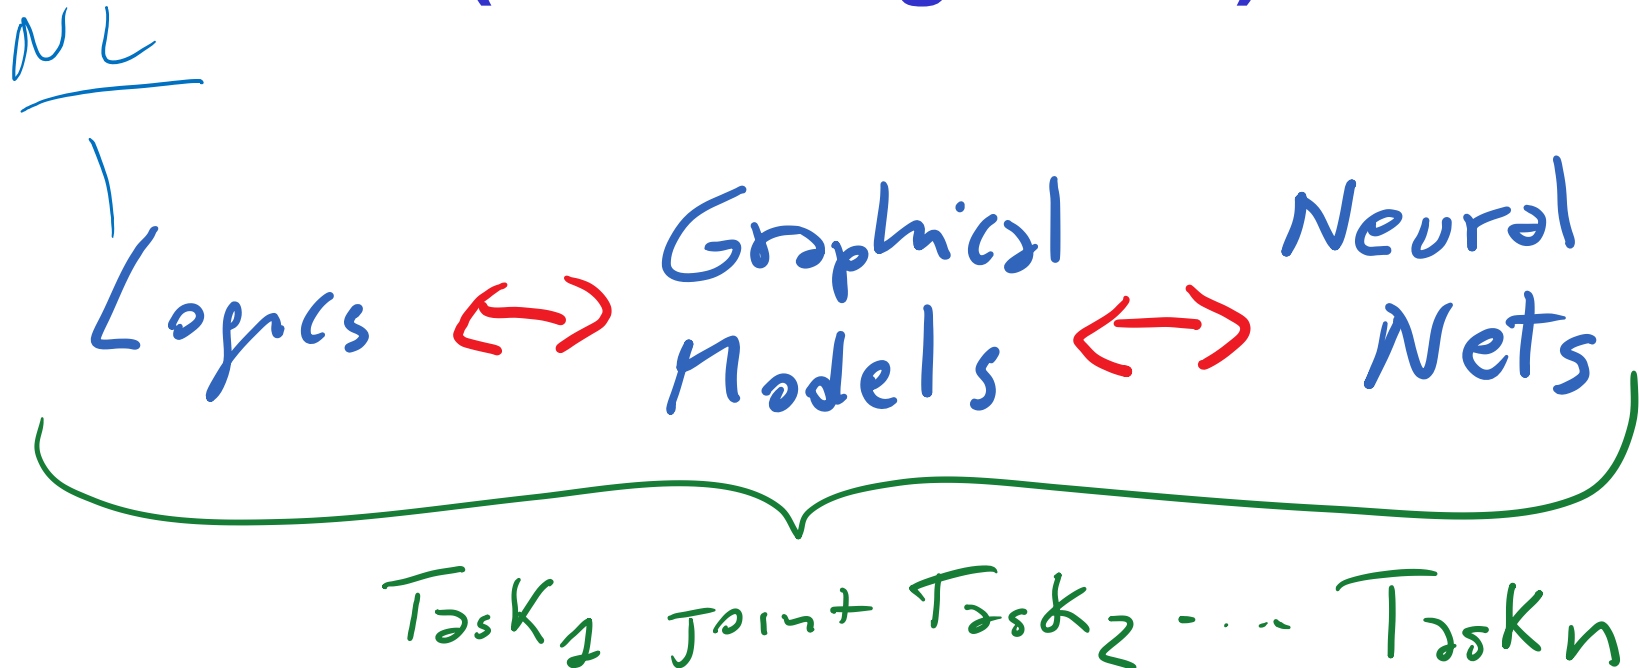 NL
Graphical Neural
Logics ↔ Models ↔ Nets
Task1 joint Task2 ..... Taskn